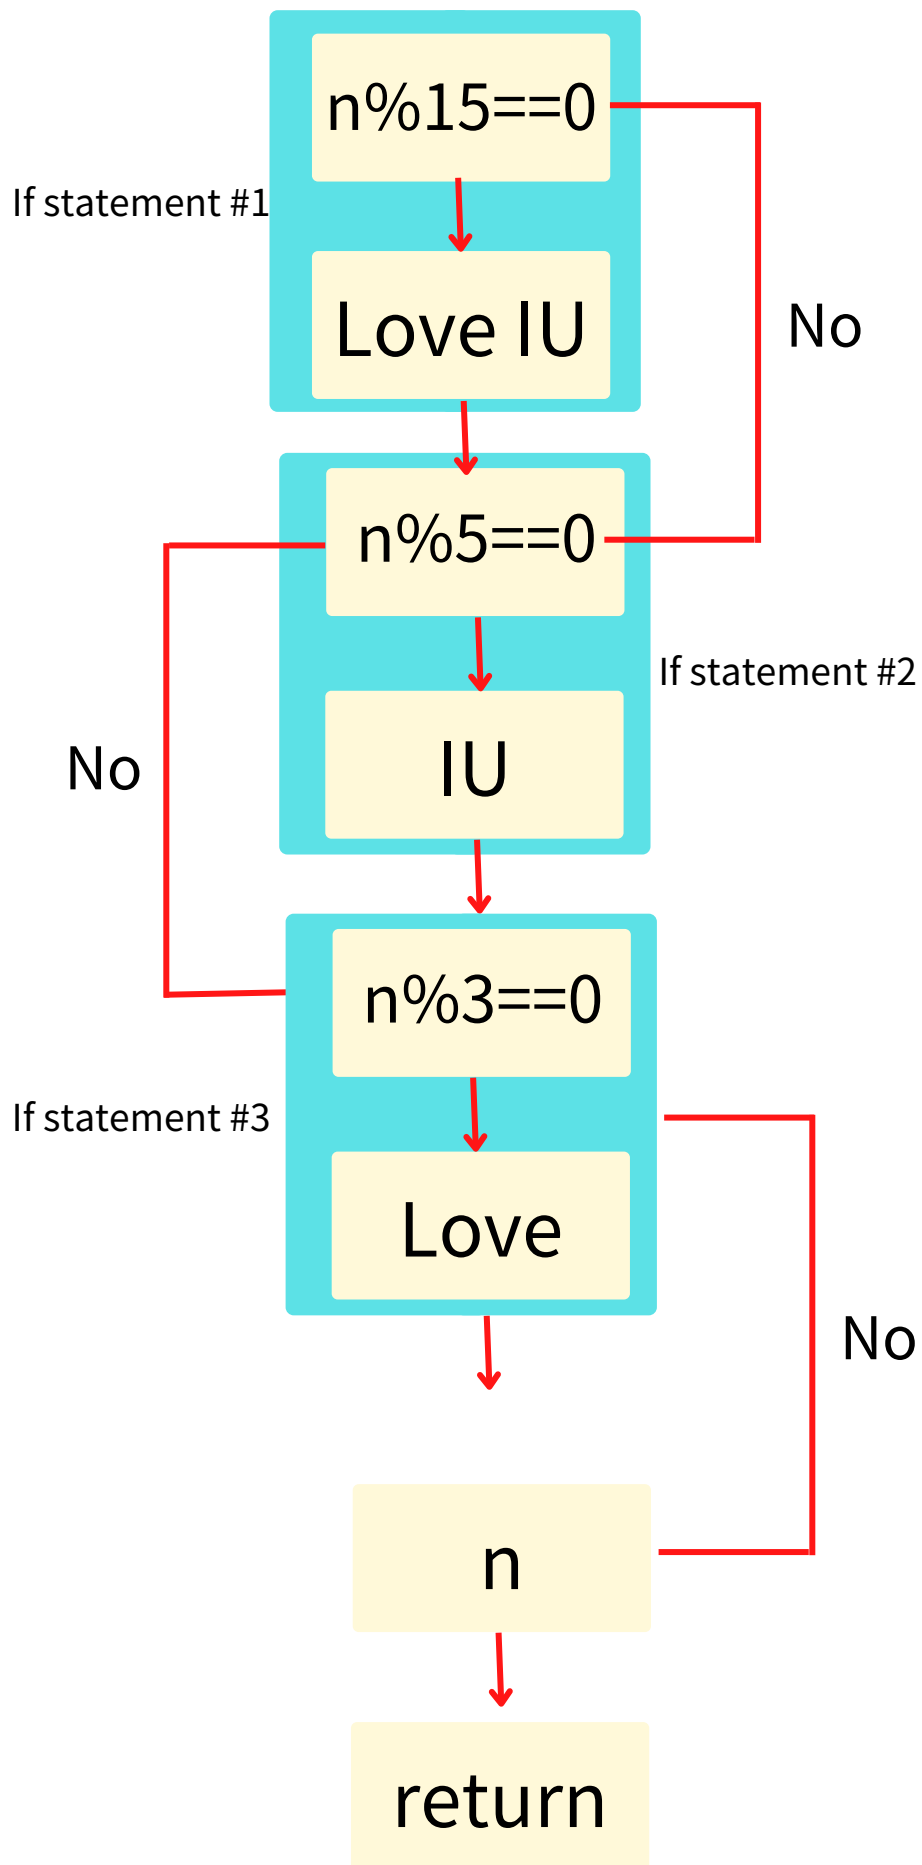 n%15==0
If statement #1
Love IU
No
n%5==0
If statement #2
No
IU
n%3==0
If statement #3
Love
No
n
return